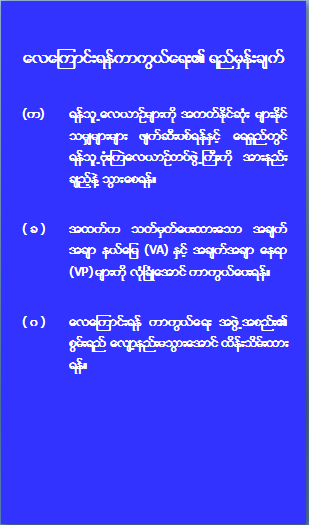 လေကြောင်းရန်ကာကွယ်ရေး၏ ရည်မှန်းချက်
(က) ရန်သူ့လေယာဉ်များကို အတတ်နိုင်ဆုံး များနိုင်
သမျှများများ ဖျက်ဆီးပစ်ရန်နှင့် ရေရှည်တွင်
ရန်သူ့ဗုံးကြဲလေယာဉ်တပ်ဖွဲ့ကြီးကို အားနည်း
ချည့်နဲ့ သွားစေရန်။
(ခ) အထက်က သတ်မှတ်ပေးထားသော အချက်
အချာ နယ်မြေ (VA) နှင့် အချက်အချာ နေရာ
(VP) များကို လုံခြုံအောင် ကာကွယ်ပေးရန်။
(ဂ) လေကြောင်းရန် ကာကွယ်ရေး အဖွဲ့အစည်း၏
စွမ်းရည် လျော့နည်းမသွားအောင် ထိန်းသိမ်းထား
ရန်။